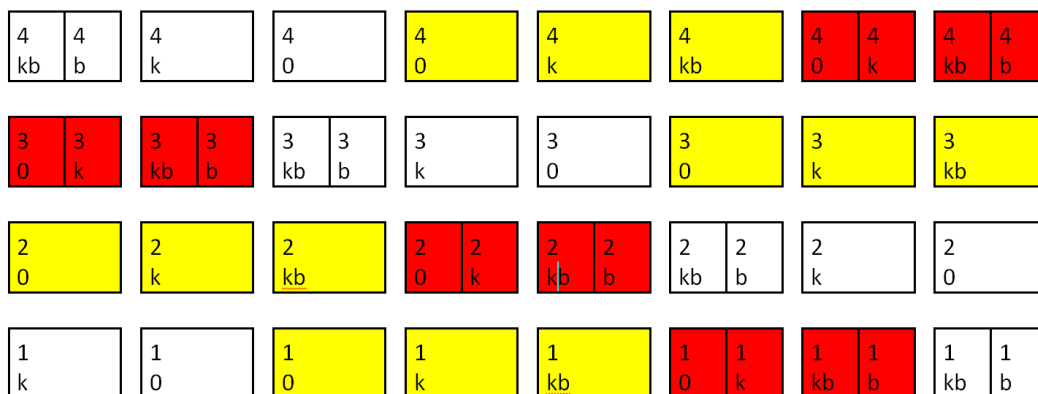 4 4 4 4 4 4 4 4 4 4 4
kb b k 0 0 k kb 0 k kb b
3 3 3 3 3 3 3 3 3 3 3
0 k kb b kb b k 0 0 k kb
2 2 2 2 2 2 2 2 2 2 2
0 k kb 0 k kb b kb b k 0
1 1 1 1 1 1 1 1 1 1 1
k 0 0 k kb 0 k kb b kb b